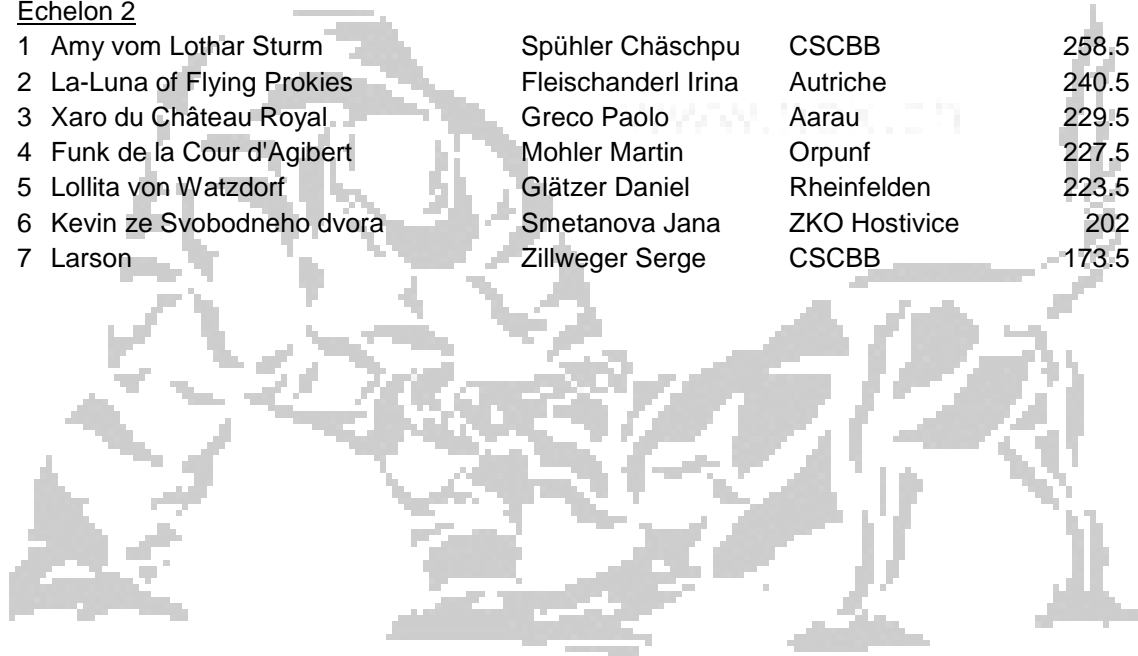 Echelon 2
1 Amy vom Lothar Sturm Spühler Chäschpu CSCBB 258.5
2 La-Luna of Flying Prokies Fleischanderl Irina Autriche 240.5
3 Xaro du Château Royal Greco Paolo Aarau 229.5
4 Funk de la Cour d'Agibert Mohler Martin Orpunf 227.5
5 Lollita von Watzdorf Glätzer Daniel Rheinfelden 223.5
6 Kevin ze Svobodneho dvora Smetanova Jana ZKO Hostivice 202
7 Larson Zillweger Serge CSCBB 173.5